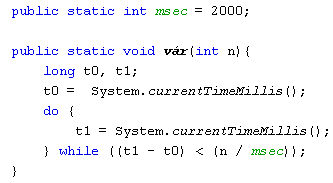 public static int msec = 2000;
public static void vár(int n){
long t0, t1;
t0 =  System.currentTimeMillis();
do {
t1 = System.currentTimeMillis();
} while ((t1 - t0) < (n / msec));
}